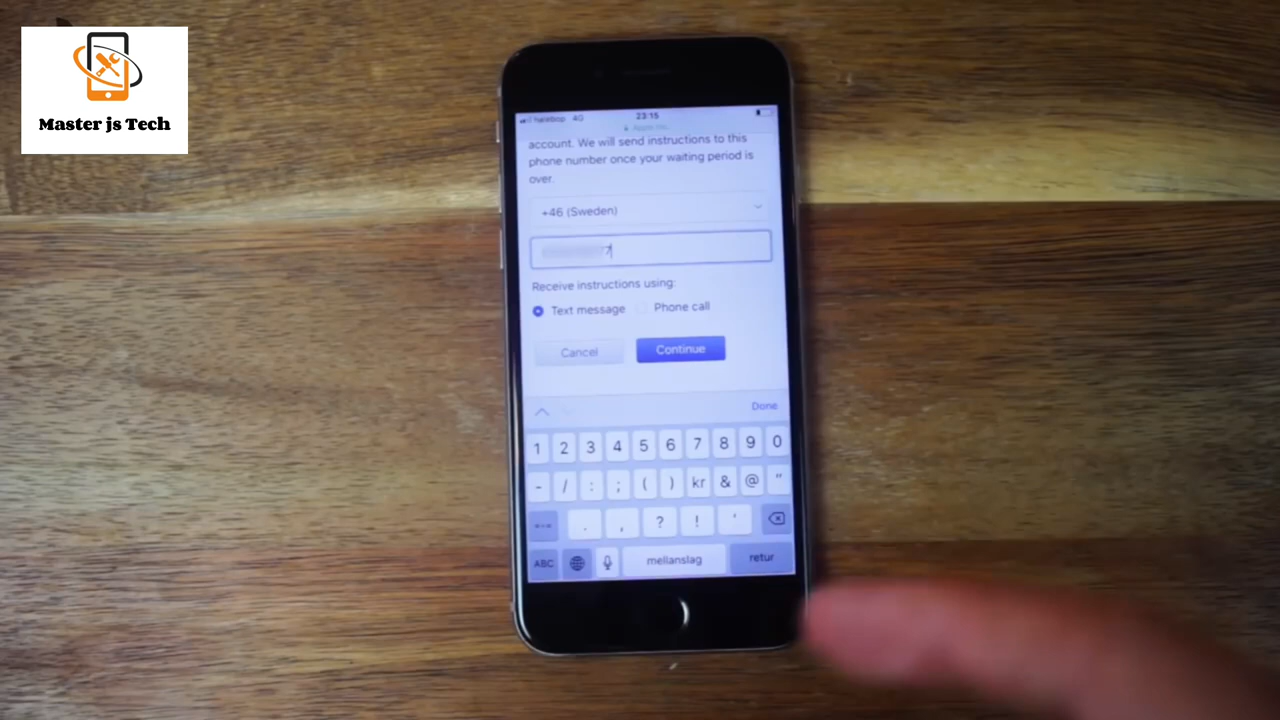 Master js Tech
4G
23:15
account. We will send instructions to this
phone number once your waiting period is
over.
+46 (Sweden)
7
Receive instructions using:
Text message
Phone call
Cancel
Continue
Done
1 2 3 4 5 6 7 8 9 0
- / : ; ( ) kr & @ "
. , ? ! '
ABC
mellanslag
retur